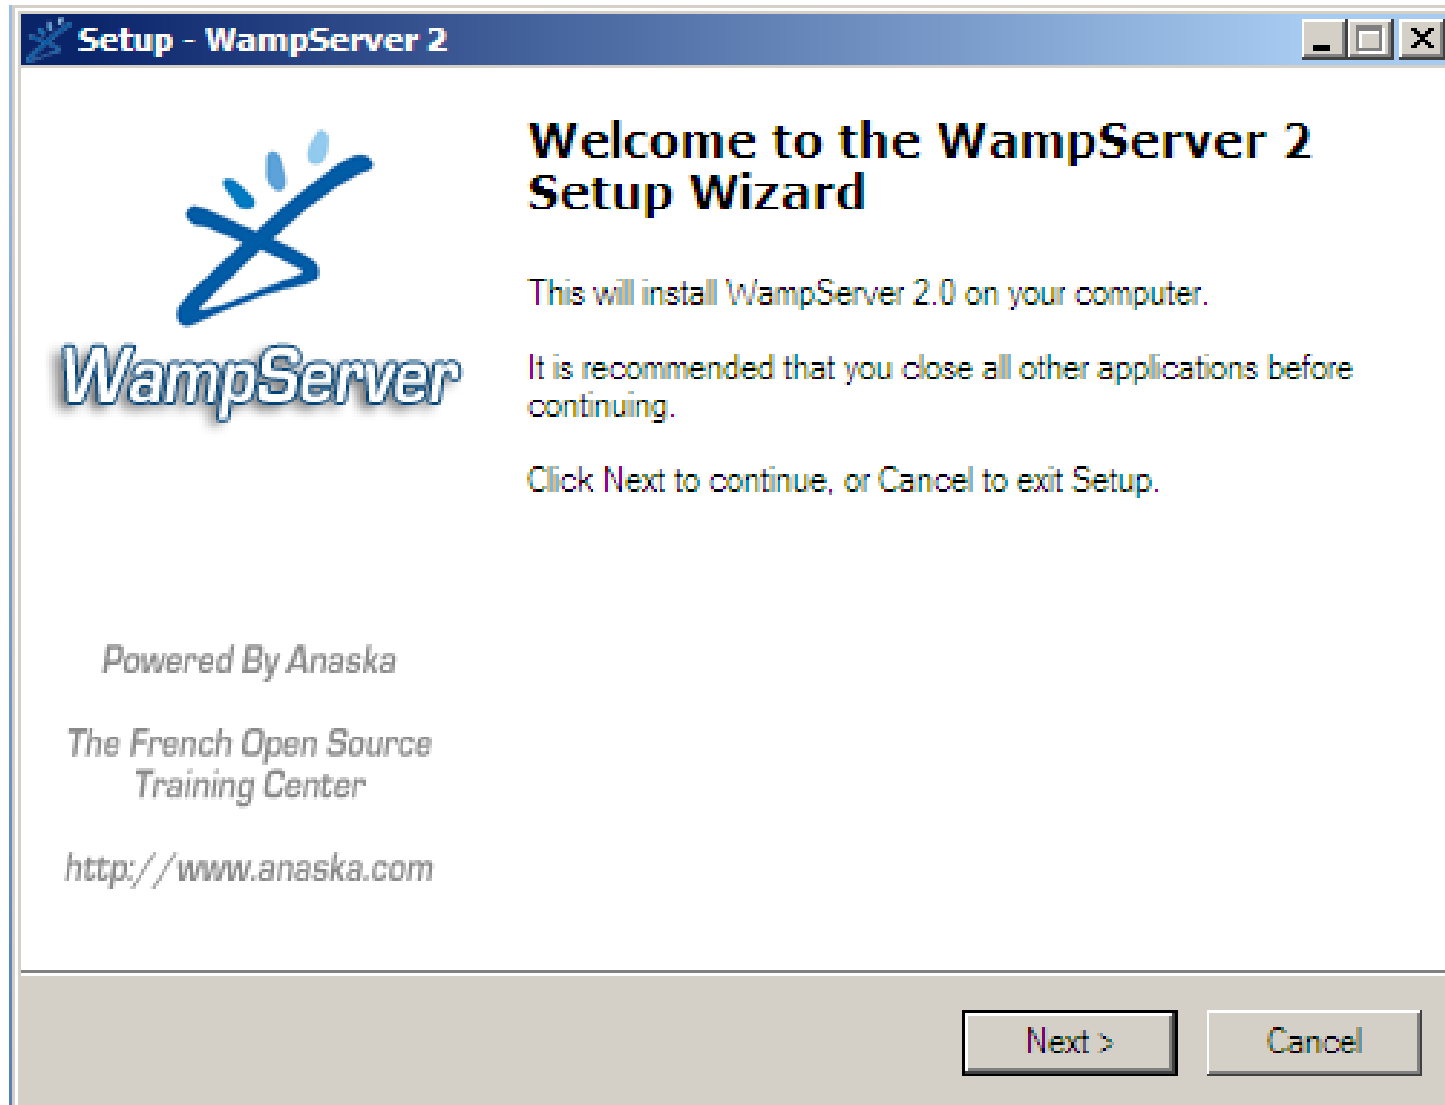 Setup - WampServer 2
Welcome to the WampServer 2
Setup Wizard
This will install WampServer 2.0 on your computer.
It is recommended that you close all other applications before
continuing.
Click Next to continue, or Cancel to exit Setup.
WampServer
Powered By Anaska
The French Open Source
Training Center
http://www.anaska.com
Next >
Cancel